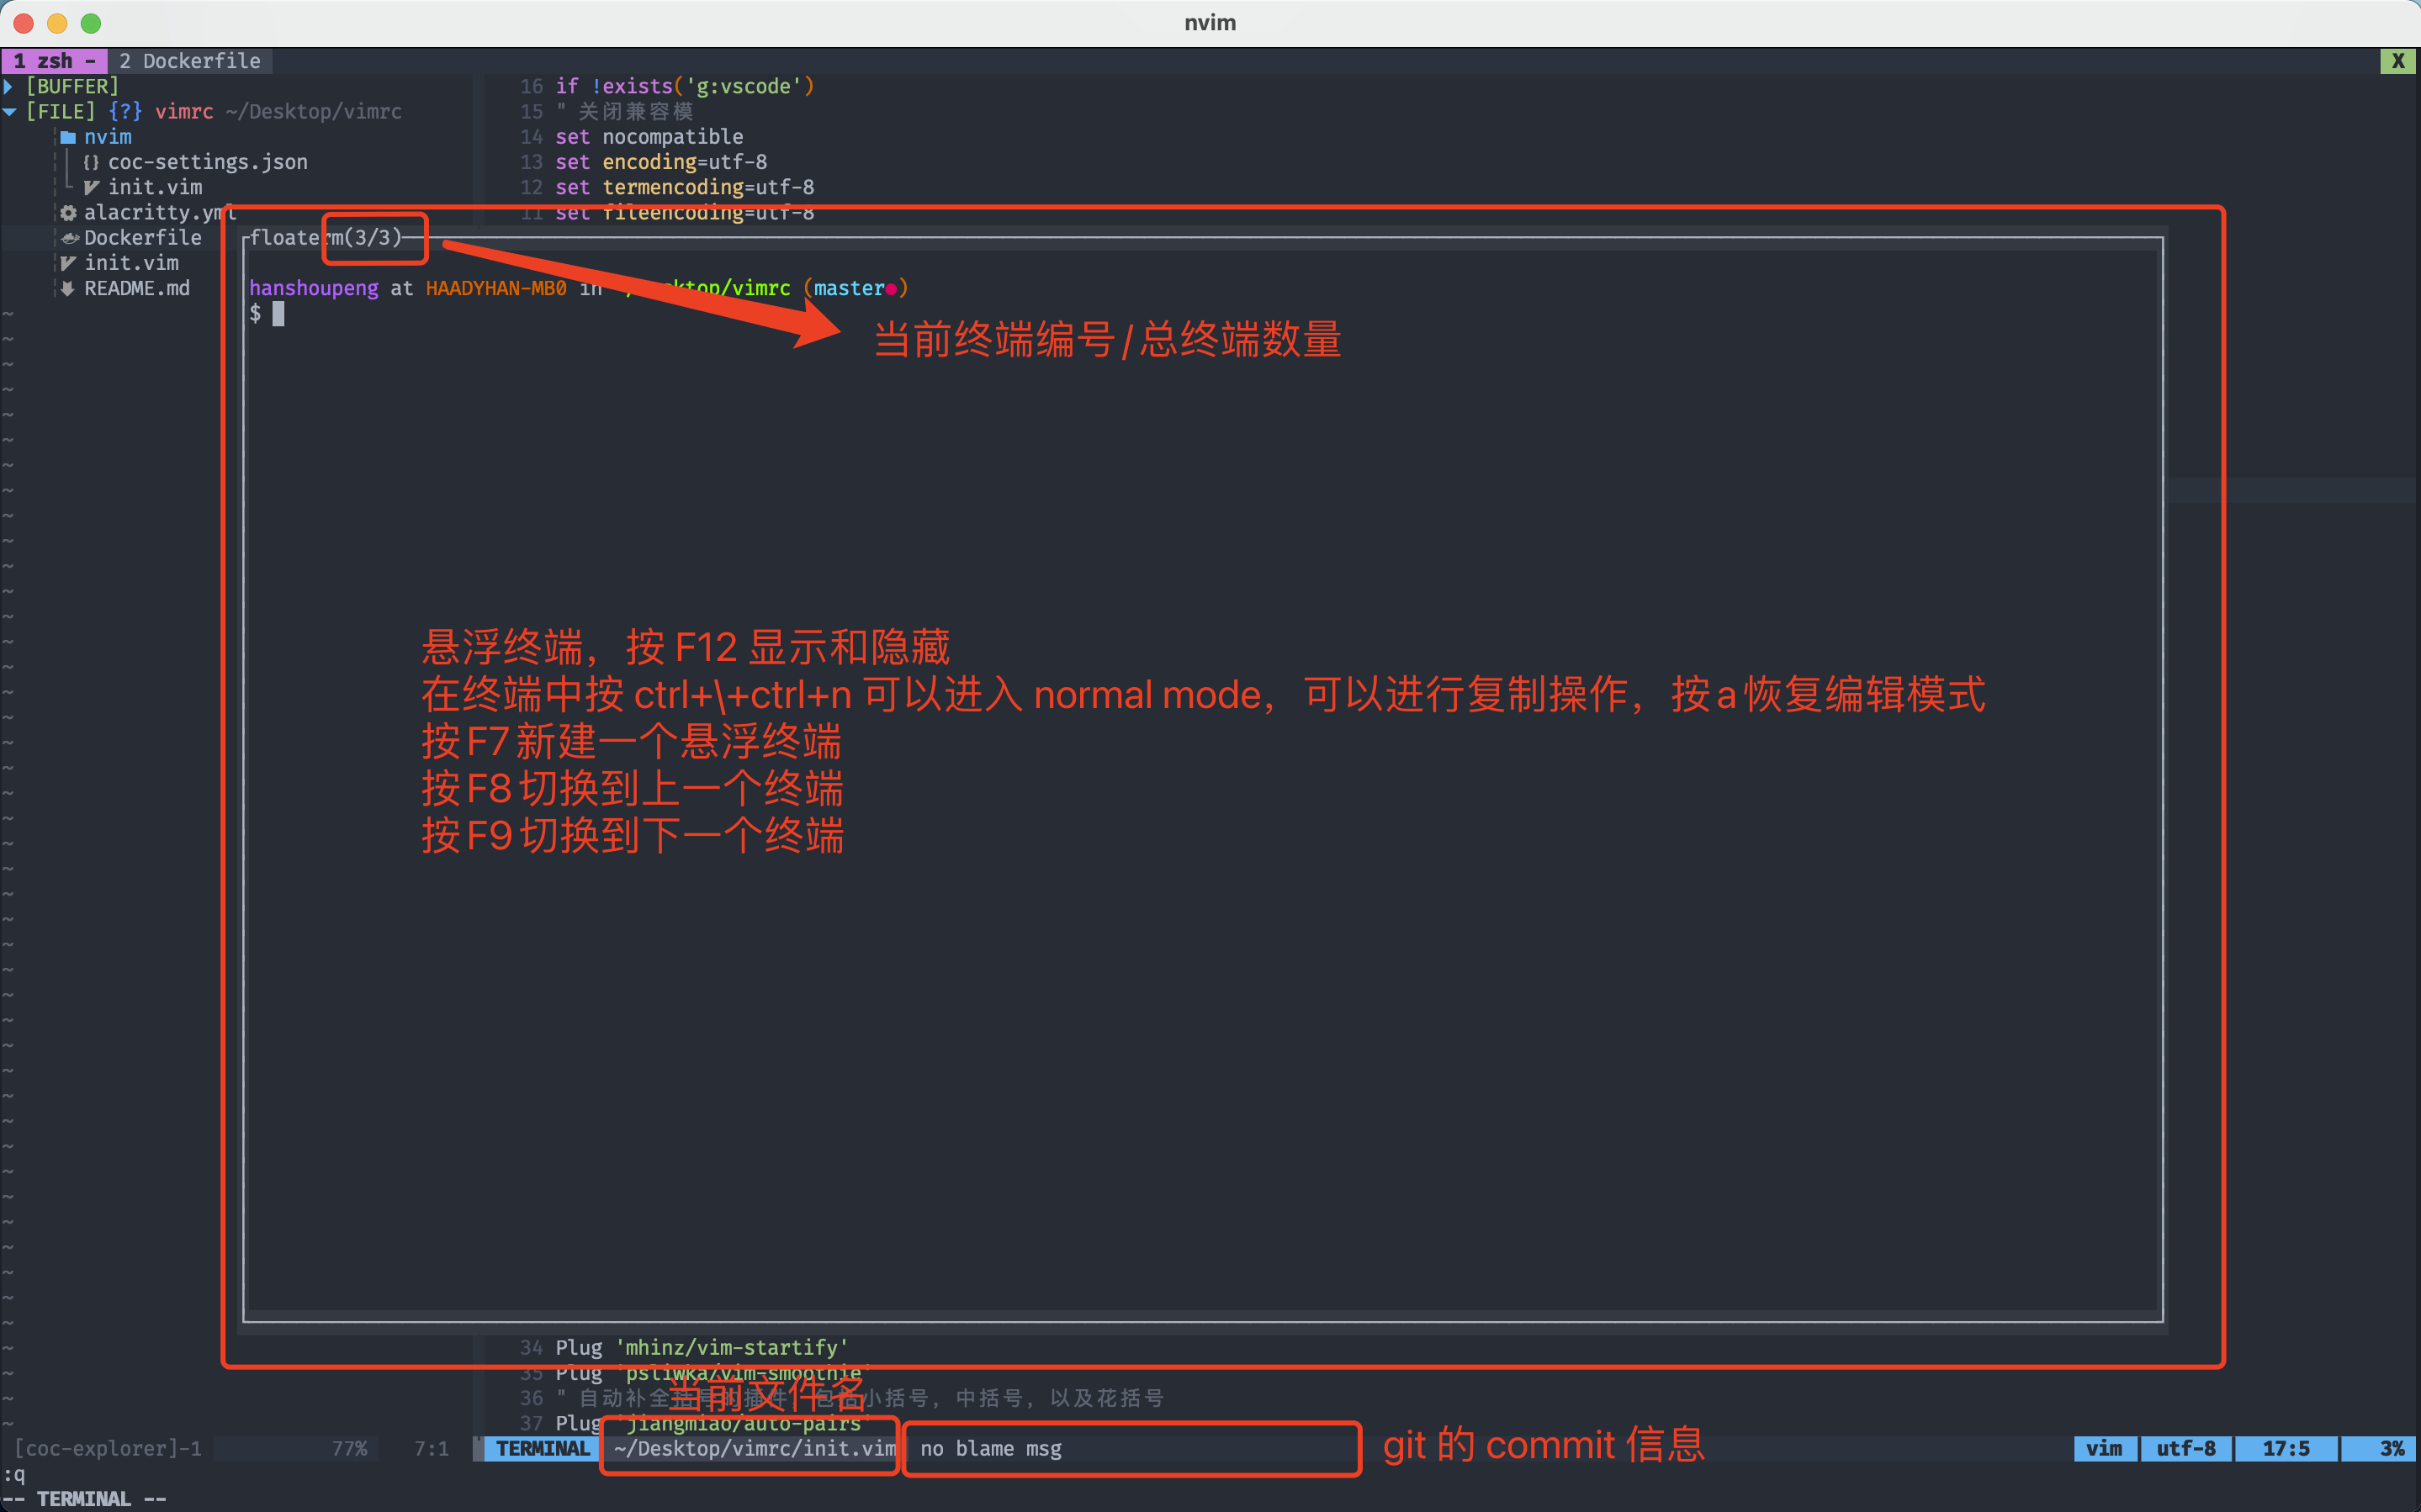 nvim
1 zsh - 2 Dockerfile X
[BUFFER]
[FILE] {?} vimrc ~/Desktop/vimrc
nvim
{} coc-settings.json
init.vim
alacritty.yml
Dockerfile
init.vim
README.md
16 if !exists('g:vscode')
15 " 关闭兼容模
14 set nocompatible
13 set encoding=utf-8
12 set termencoding=utf-8
11 set fileencoding=utf-8
floaterm(3/3)
hanshoupeng at HAADYHAN-MB0 in ~/Desktop/vimrc (master●)
$
当前终端编号/总终端数量
悬浮终端，按 F12 显示和隐藏
在终端中按 ctrl+\+ctrl+n 可以进入 normal mode，可以进行复制操作，按 a 恢复编辑模式
按 F7 新建一个悬浮终端
按 F8 切换到上一个终端
按 F9 切换到下一个终端
34 Plug 'mhinz/vim-startify'
35 Plug 'psliwka/vim-smoothie'
当前文件名
36 " 自动补全括号的插件，包括小括号，中括号，以及花括号
37 Plug 'jiangmiao/auto-pairs'
[coc-explorer]-1 77% 7:1 TERMINAL ~/Desktop/vimrc/init.vim no blame msg
git 的 commit 信息
vim utf-8 17:5 3%
:q
-- TERMINAL --